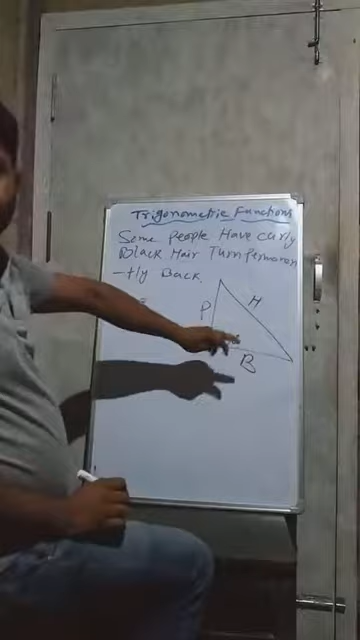 Trigonometric Functions
Some People Have Curly
Black Hair Turn Permanen
-tly Back.
P
H
B